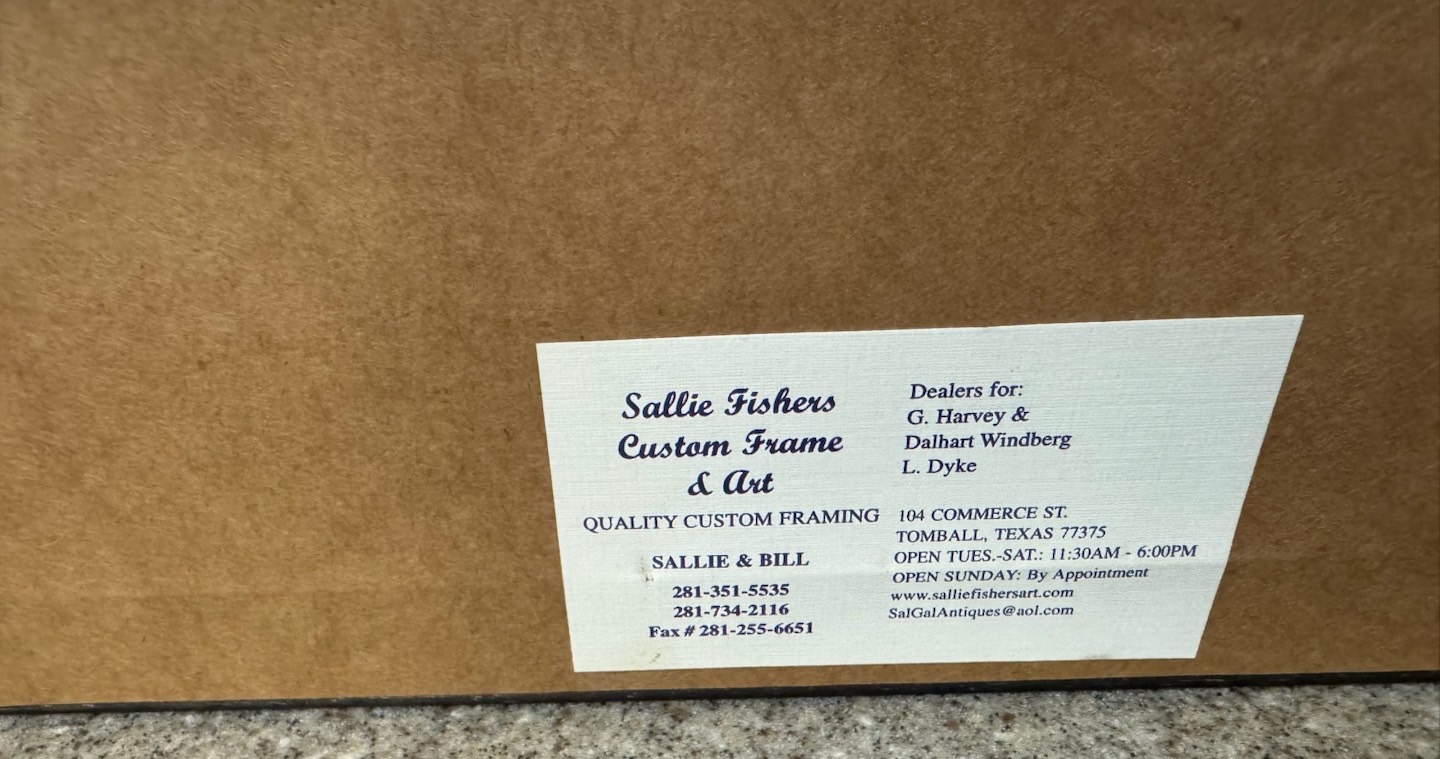 Sallie Fishers
Custom Frame
& Art
QUALITY CUSTOM FRAMING
SALLIE & BILL
281-351-5535
281-734-2116
Fax # 281-255-6651
Dealers for:
G. Harvey &
Dalhart Windberg
L. Dyke
104 COMMERCE ST.
TOMBALL, TEXAS 77375
OPEN TUES.-SAT.: 11:30AM - 6:00PM
OPEN SUNDAY: By Appointment
www.salliefishersart.com
SalGalAntiques@aol.com